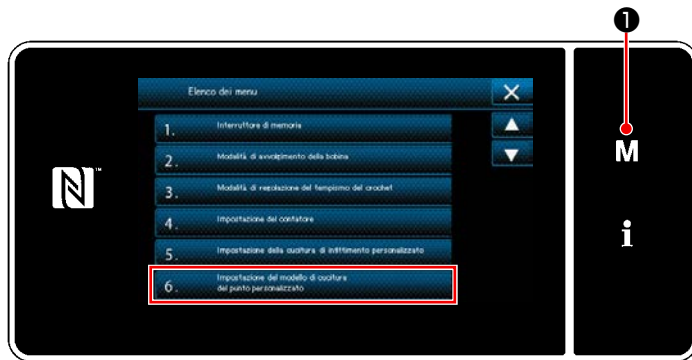 ❶
Elenco dei menu
1. Interruttore di memoria
2. Modalità di avvolgimento della bobina
3. Modalità di regolazione del tempismo del crochet
4. Impostazione del contatore
5. Impostazione della cucitura di infittimento personalizzato
6. Impostazione del modello di cucitura
del punto personalizzato
M
i
N